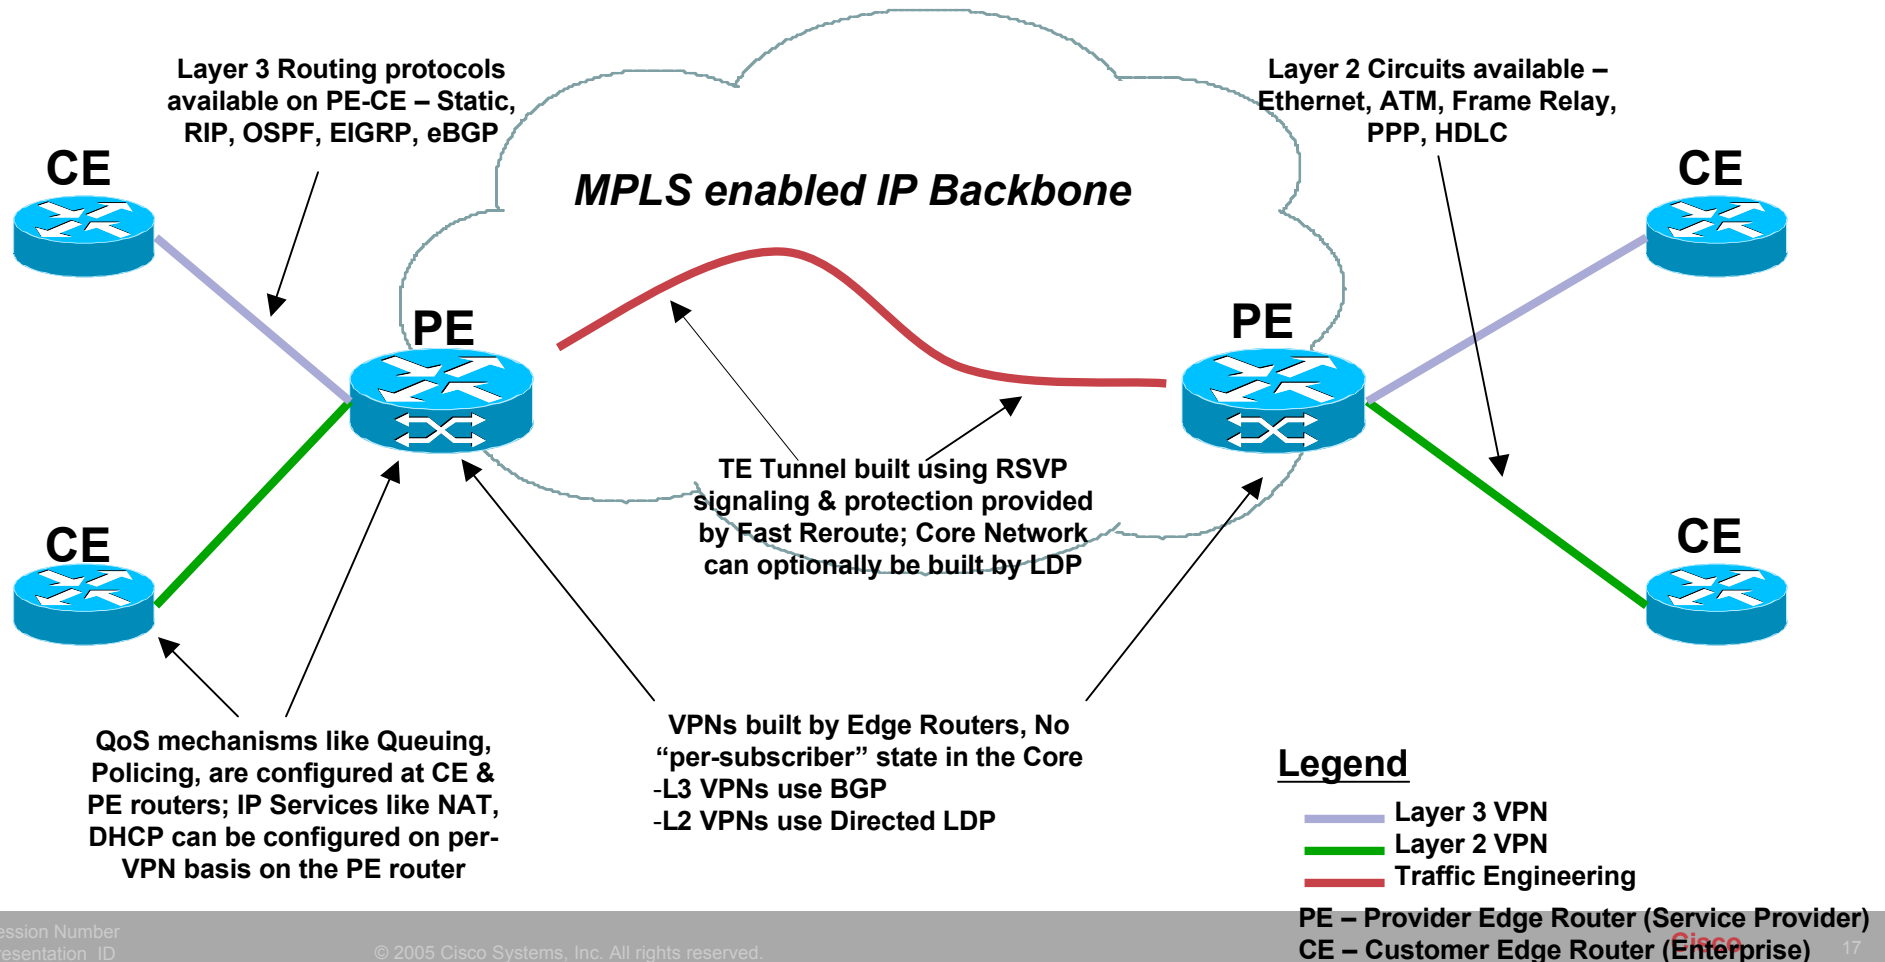 Layer 3 Routing protocols
available on PE-CE – Static,
RIP, OSPF, EIGRP, eBGP
Layer 2 Circuits available –
Ethernet, ATM, Frame Relay,
PPP, HDLC
CE
CE
MPLS enabled IP Backbone
PE
PE
TE Tunnel built using RSVP
signaling & protection provided
by Fast Reroute; Core Network
can optionally be built by LDP
CE
CE
QoS mechanisms like Queuing,
Policing, are configured at CE &
PE routers; IP Services like NAT,
DHCP can be configured on per-
VPN basis on the PE router
VPNs built by Edge Routers, No
“per-subscriber” state in the Core
-L3 VPNs use BGP
-L2 VPNs use Directed LDP
Legend
Layer 3 VPN
Layer 2 VPN
Traffic Engineering
PE – Provider Edge Router (Service Provider)
CE – Customer Edge Router (Enterprise)
ession Number
resentation_ID
© 2005 Cisco Systems, Inc. All rights reserved.
Cisco
17